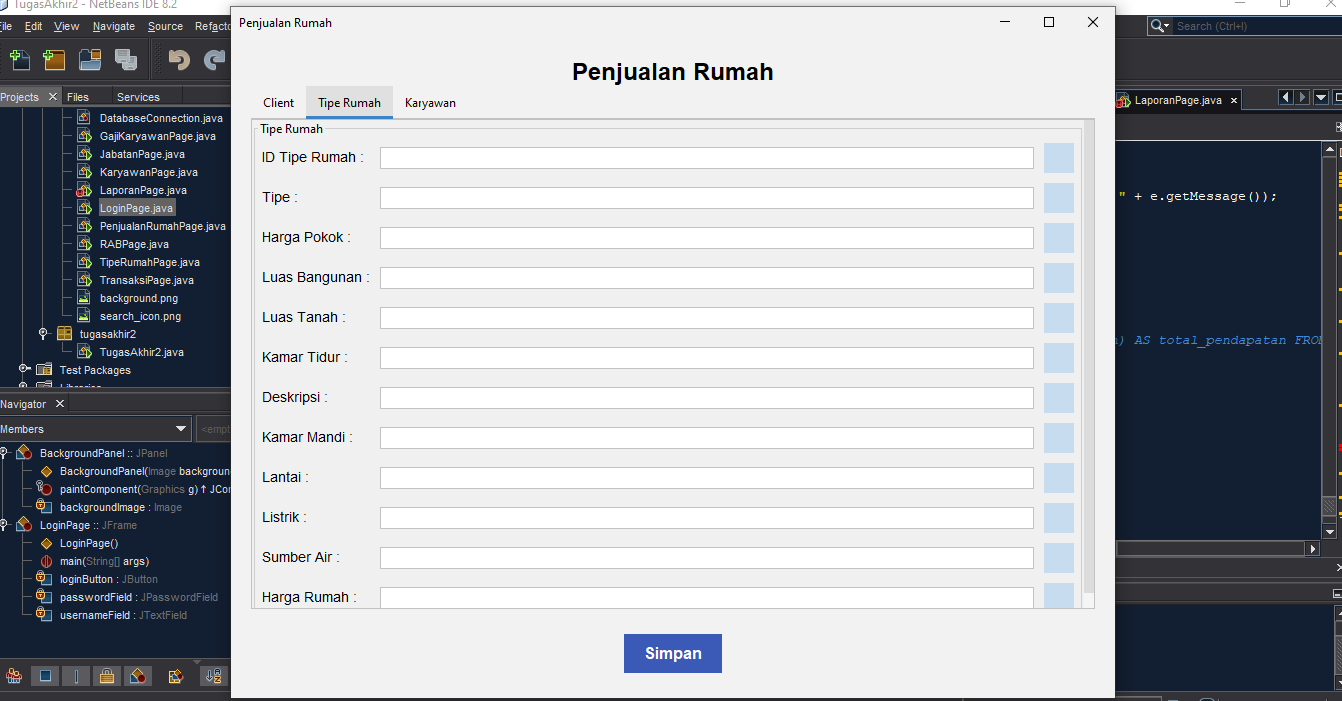 TugasAkhir2 - NetBeans IDE 8.2
Penjualan Rumah
File Edit View Navigate Source
Search (Ctrl+I)
Penjualan Rumah
Projects Files Services
Client Tipe Rumah Karyawan
LaporanPage.java
DatabaseConnection.java
GajiKaryawanPage.java
JabatanPage.java
KaryawanPage.java
LaporanPage.java
LoginPage.java
PenjualanRumahPage.java
RABPage.java
TipeRumahPage.java
TransaksiPage.java
background.png
search_icon.png
tugasakhir2
TugasAkhir2.java
Test Packages
Tipe Rumah
ID Tipe Rumah :
Tipe :
Harga Pokok :
Luas Bangunan :
Luas Tanah :
Kamar Tidur :
Deskripsi :
Kamar Mandi :
Lantai :
Listrik :
Sumber Air :
Harga Rumah :
Simpan
" + e.getMessage());
) AS total_pendapatan
Navigator
Members
BackgroundPanel :: JPanel
BackgroundPanel(Image
paintComponent(Graphics g) ↑
backgroundImage : Image
LoginPage :: JFrame
LoginPage()
main(String[] args)
loginButton : JButton
passwordField : JPasswordField
usernameField : JTextField